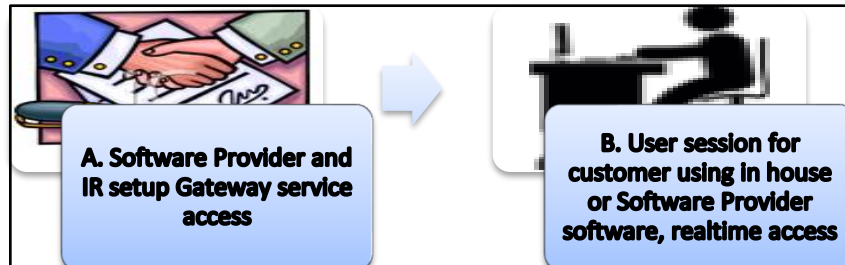 A. Software Provider and
IR setup Gateway service
access
B. User session for
customer using in house
or Software Provider
software, realtime access